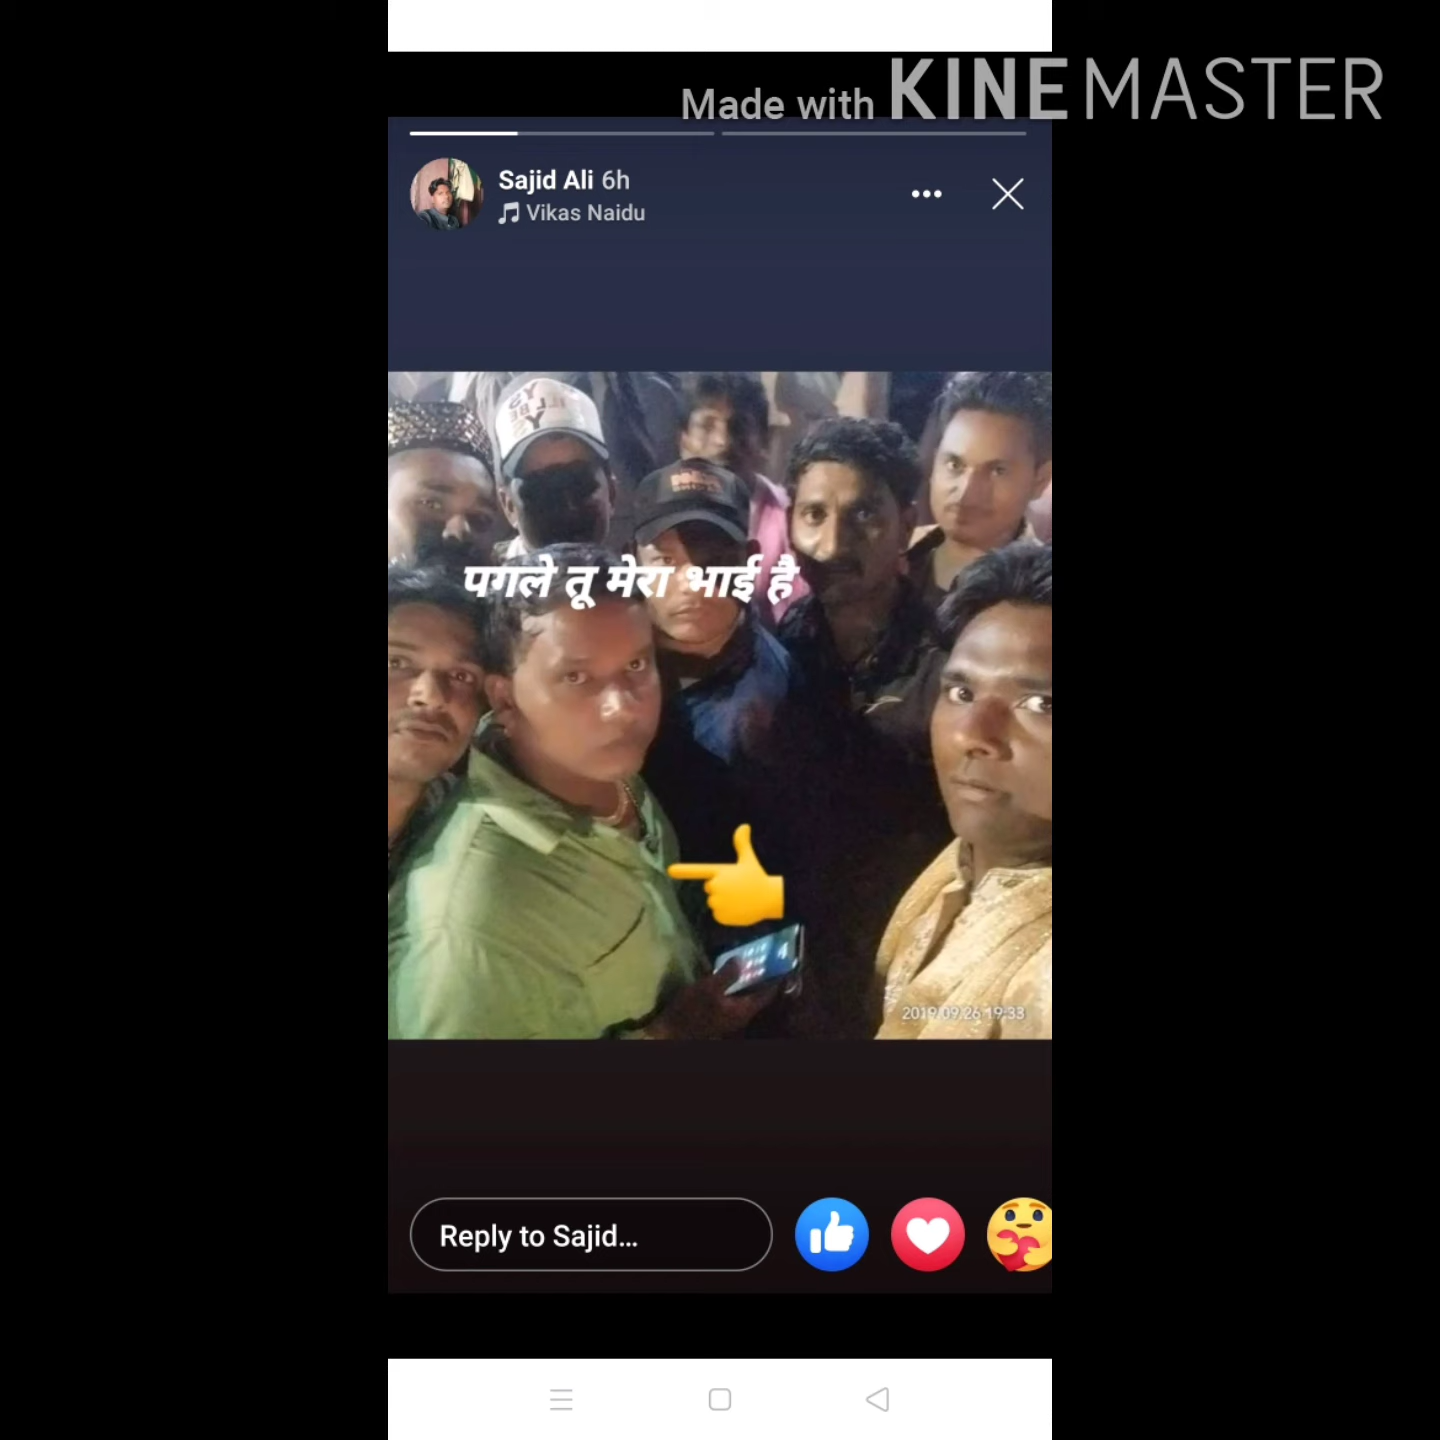 Made with KINEMASTER
Sajid Ali 6h
Vikas Naidu
पगले तू मेरा भाई है
2019/09/26 19:33
Reply to Sajid...